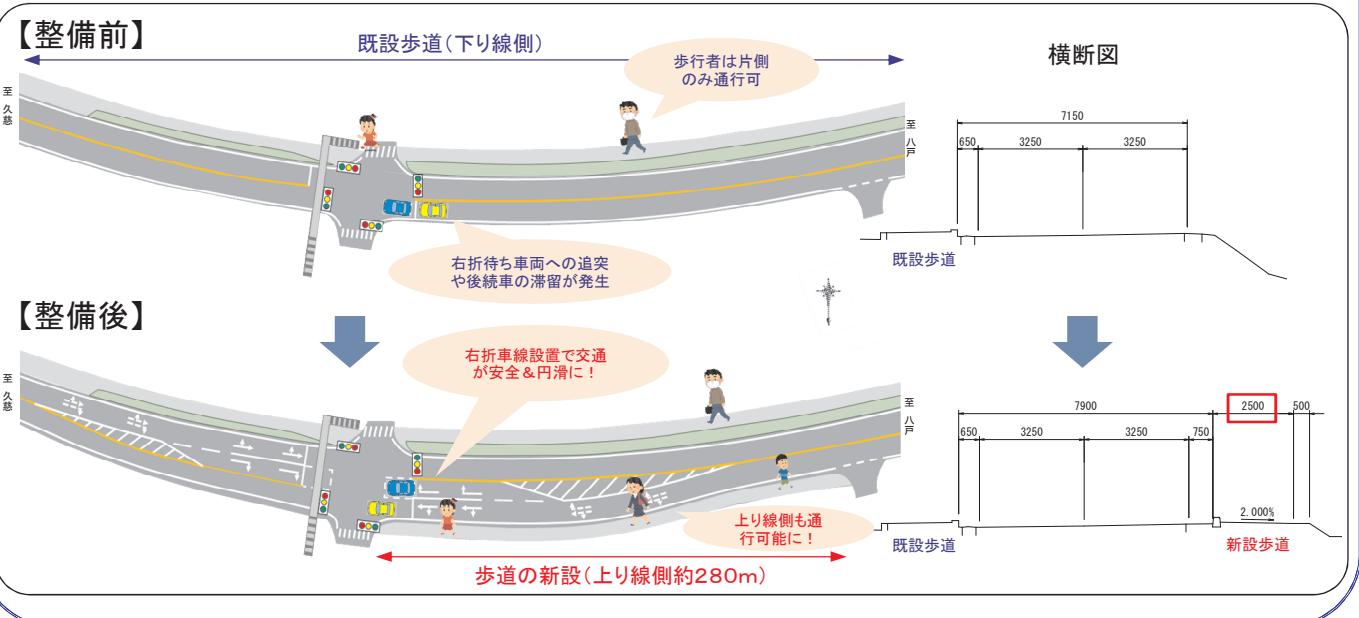 【整備前】
既設歩道(下り線側)
歩行者は片側
のみ通行可
横断図
至 久慈
至 八戸
7150
650
3250
3250
既設歩道
右折待ち車両への追突
や後続車の滞留が発生
【整備後】
右折車線設置で交通
が安全&円滑に!
至 久慈
至 八戸
7900
2500
500
650
3250
3250
750
上り線側も通
行可能に!
2.000%
既設歩道
新設歩道
歩道の新設(上り線側約280m)